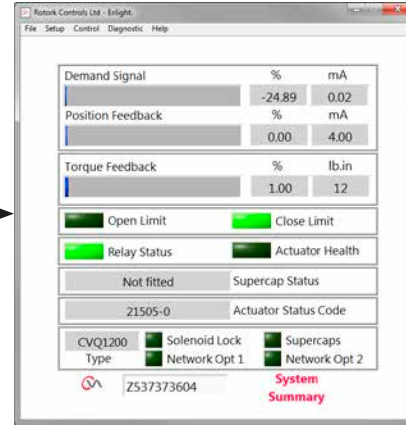 Rotork Controls Ltd - Enlight.
File Setup Control Diagnostic Help
Demand Signal % mA
-24.89 0.02
Position Feedback % mA
0.00 4.00
Torque Feedback % lb.in
1.00 12
Open Limit Close Limit
Relay Status Actuator Health
Not fitted Supercap Status
21505-0 Actuator Status Code
CVQ1200 Solenoid Lock Supercaps
Type Network Opt 1 Network Opt 2
Z537373604 System
Summary